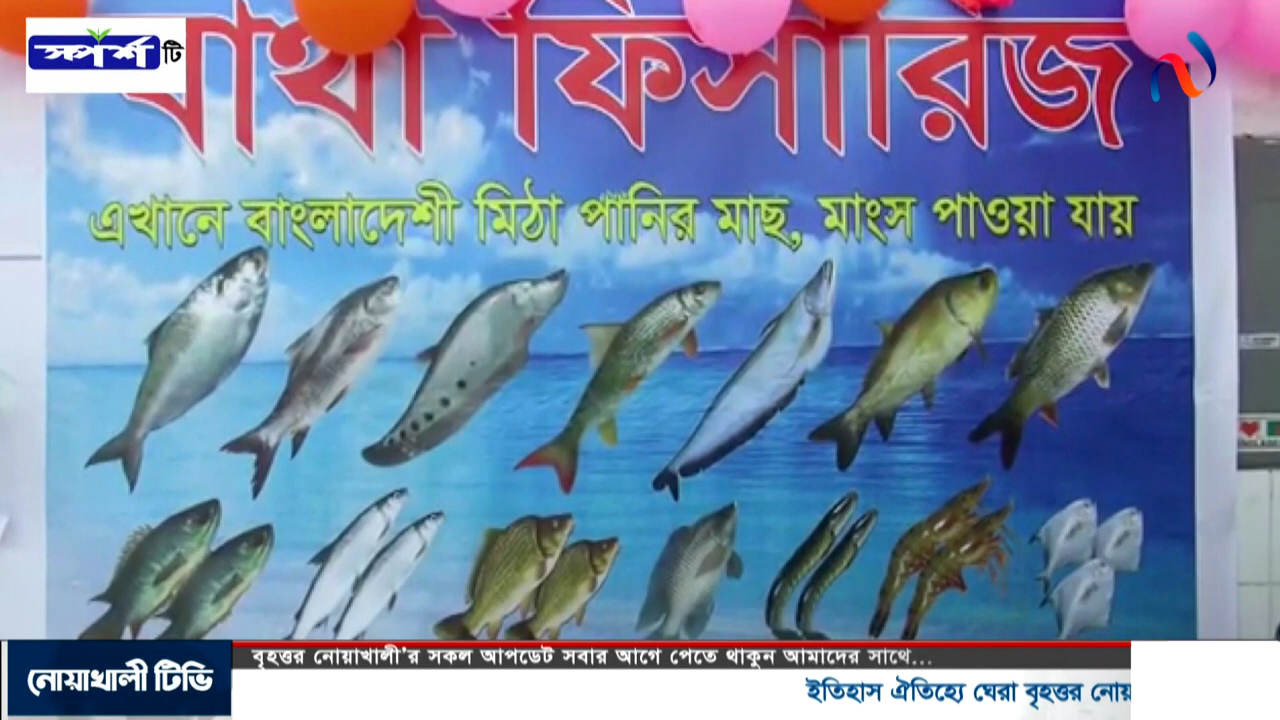 স্পর্শ টি
ফিসারিজ
এখানে বাংলাদেশী মিঠা পানির মাছ, মাংস পাওয়া যায়
নোয়াখালী টিভি
বৃহত্তর নোয়াখালী'র সকল আপডেট সবার আগে পেতে থাকুন আমাদের সাথে...
ইতিহাস ঐতিহ্যে ঘেরা বৃহত্তর নোয়